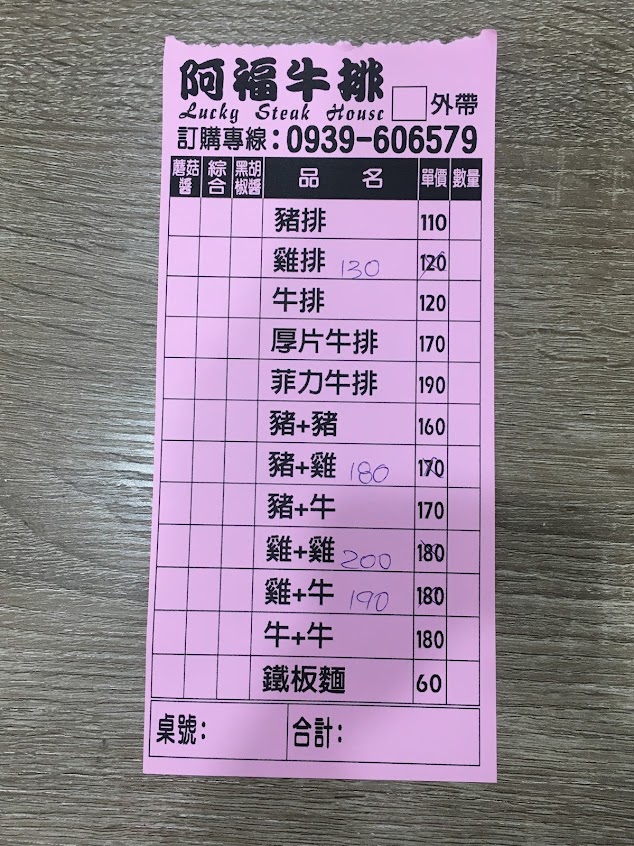 阿福牛排
Lucky Steak House 外帶
訂購專線:0939-606579
蘑菇醬 綜合 黑胡椒醬 品名 單價 數量
豬排 110
雞排 130 120
牛排 120
厚片牛排 170
菲力牛排 190
豬+豬 160
豬+雞 180 170
豬+牛 170
雞+雞 200 180
雞+牛 190 180
牛+牛 180
鐵板麵 60
桌號: 合計: